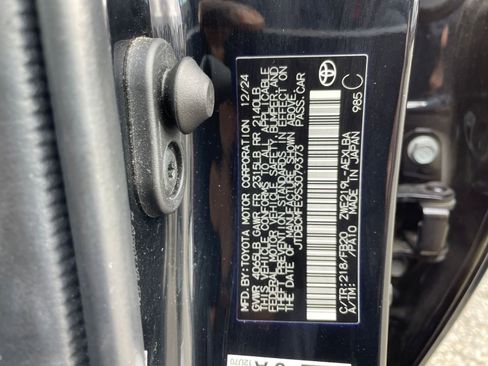 MFD. BY: TOYOTA MOTOR CORPORATION 12/24
GVWR 4055LB GAWR FR 2315LB RR 2140LB
THIS VEHICLE CONFORMS TO ALL APPLICABLE
FEDERAL MOTOR VEHICLE SAFETY, BUMPER, AND
THEFT PREVENTION STANDARDS IN EFFECT ON
THE DATE OF MANUFACTURE SHOWN ABOVE.
JTDBCMFE9S3079373 PASS.CAR
C/TR:218/FB20 ZWE219L-AEXLBA
A/TM: /PA10 MADE IN JAPAN 985 C